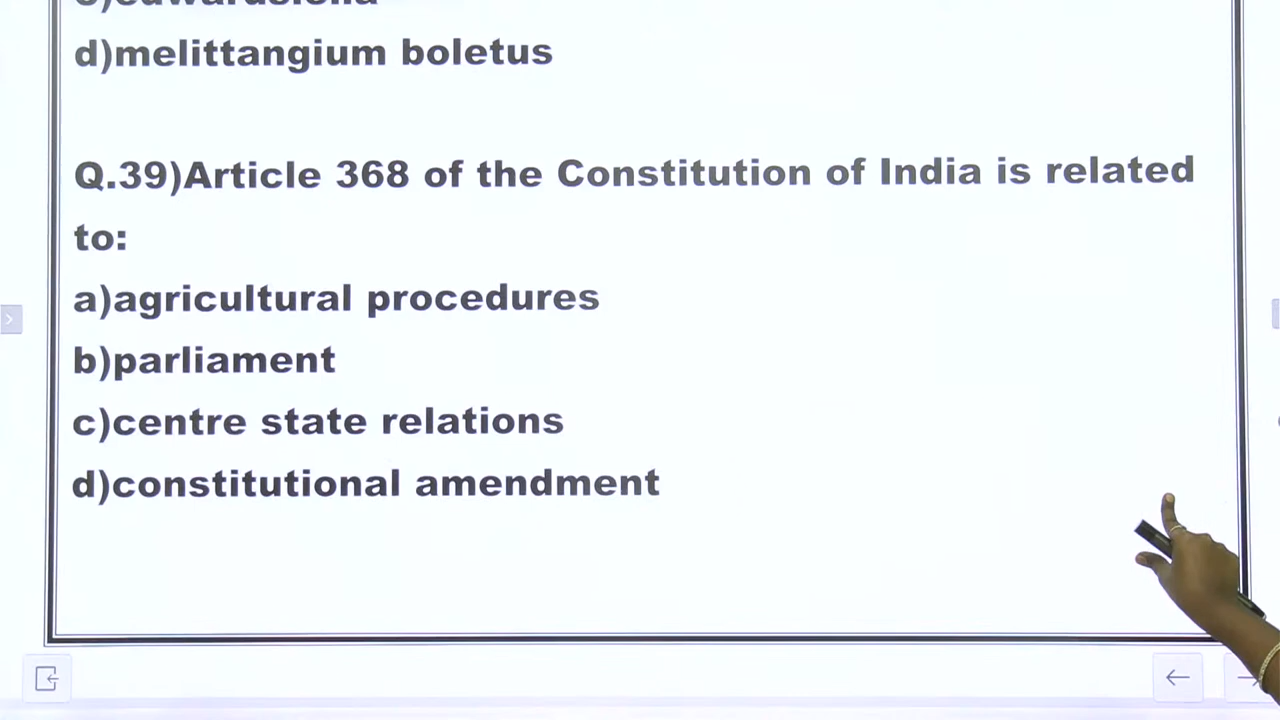 d)melittangium boletus
Q.39)Article 368 of the Constitution of India is related
to:
a)agricultural procedures
b)parliament
c)centre state relations
d)constitutional amendment